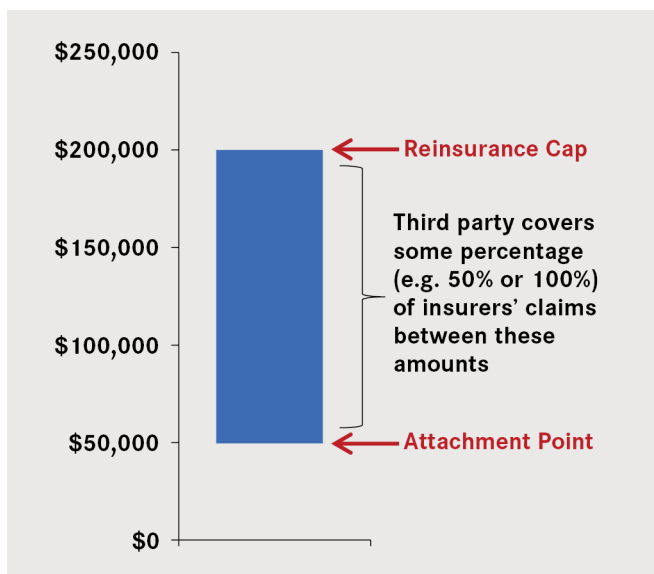 $250,000
$200,000
Reinsurance Cap
Third party covers
some percentage
(e.g. 50% or 100%)
of insurers’ claims
between these
amounts
$150,000
$100,000
$50,000
Attachment Point
$0